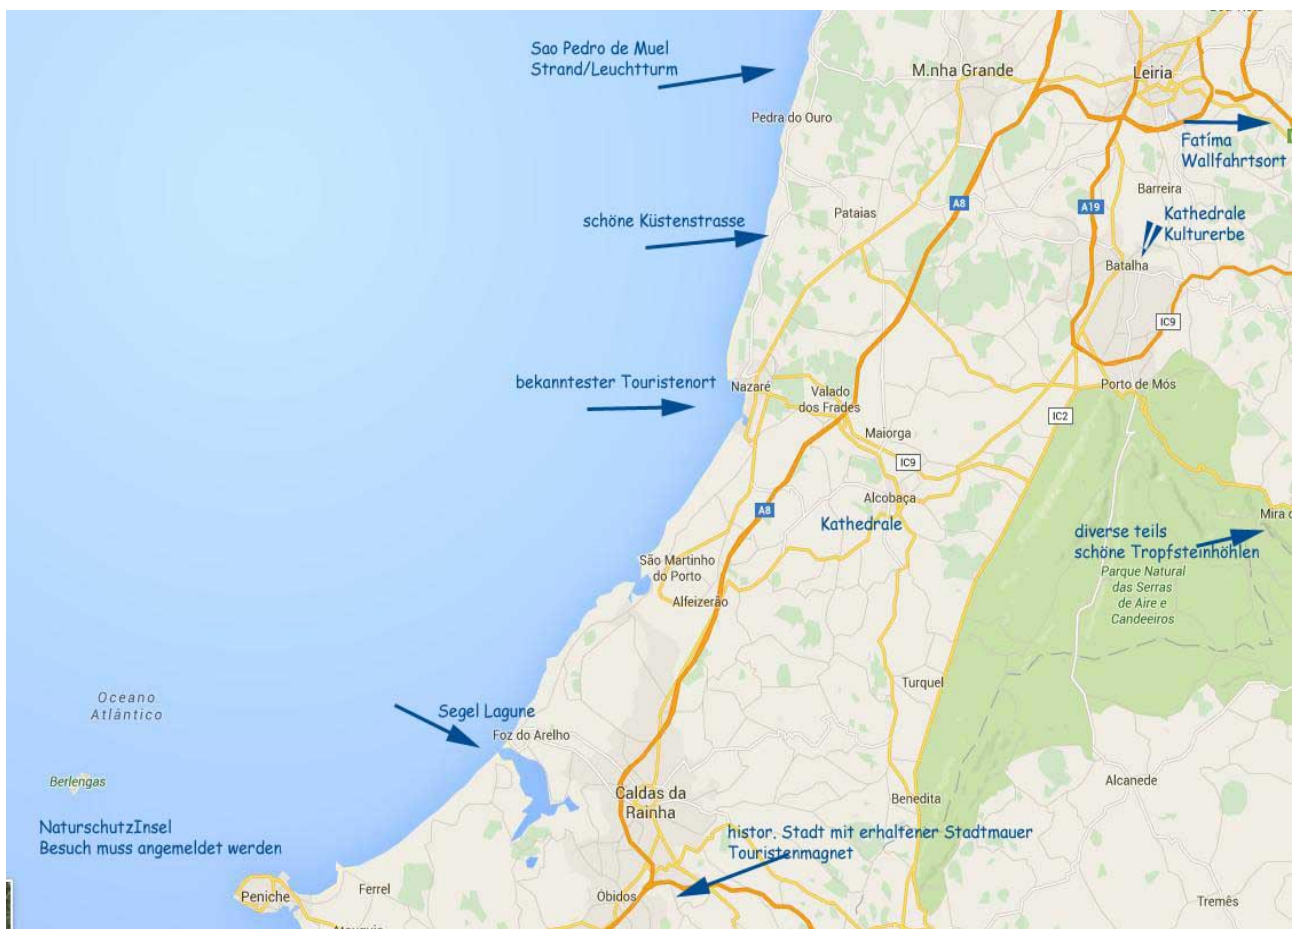 Sao Pedro de Muel
Strand/Leuchtturm
M.nha Grande
Leiria
Pedra do Ouro
Fatíma
Wallfahrtsort
Barreira
A8
A19
Pataias
schöne Küstenstrasse
Kathedrale
Kulturerbe
Batalha
IC9
bekanntester Touristenort
Nazaré
Valado
dos Frades
Porto de Mós
IC2
Maiorga
IC9
Alcobaça
A8
Kathedrale
Mira d
diverse teils
schöne Tropfsteinhöhlen
São Martinho
do Porto
Parque Natural
das Serras
de Aire e
Candeeiros
Alfeizerão
Turquel
Oceano
Atlântico
Segel Lagune
Foz do Arelho
Berlengas
Alcanede
Caldas da
Rainha
Benedita
NaturschutzInsel
Besuch muss angemeldet werden
histor. Stadt mit erhaltener Stadtmauer
Touristenmagnet
Peniche
Ferrel
Óbidos
Tremês